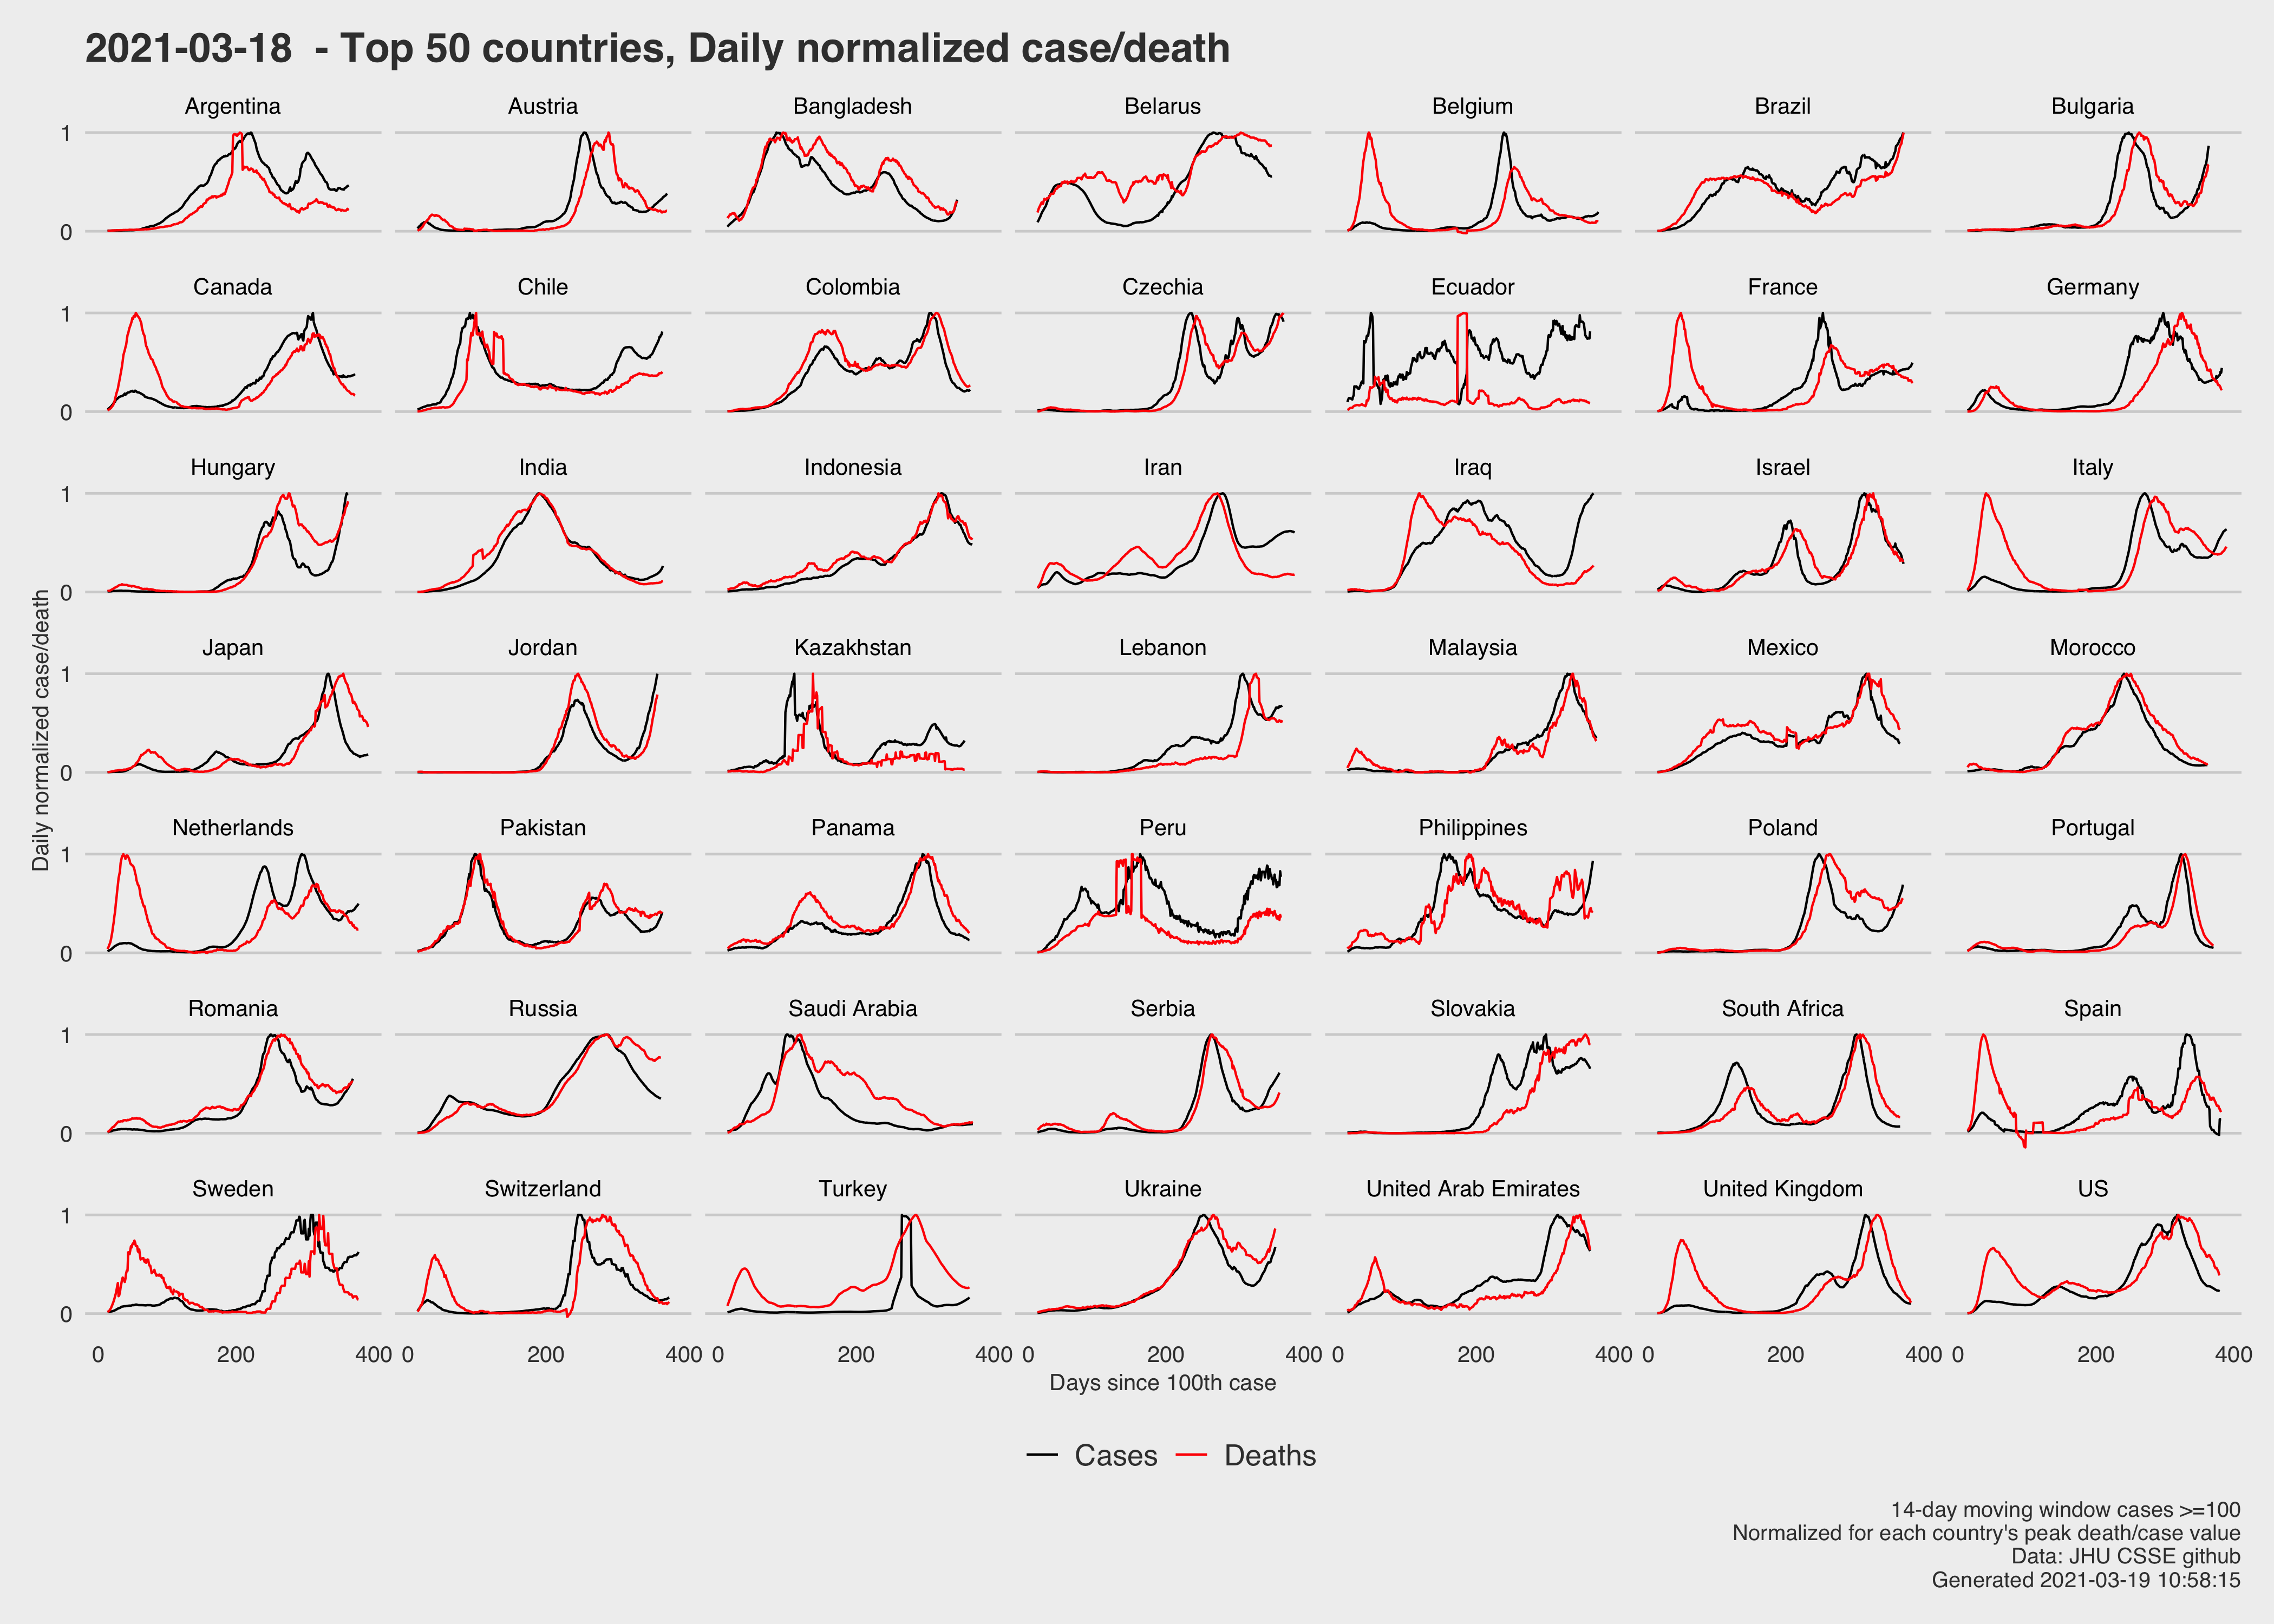 2021-03-18  - Top 50 countries, Daily normalized case/death
Argentina Austria Bangladesh Belarus Belgium Brazil Bulgaria
1
0
Canada Chile Colombia Czechia Ecuador France Germany
1
0
Hungary India Indonesia Iran Iraq Israel Italy
1
0
Daily normalized case/death
Japan Jordan Kazakhstan Lebanon Malaysia Mexico Morocco
1
0
Netherlands Pakistan Panama Peru Philippines Poland Portugal
1
0
Romania Russia Saudi Arabia Serbia Slovakia South Africa Spain
1
0
Sweden Switzerland Turkey Ukraine United Arab Emirates United Kingdom US
1
0
0 200 400 0 200 400 0 200 400 0 200 400 0 200 400 0 200 400 0 200 400
Days since 100th case
Cases Deaths
14-day moving window cases >=100
Normalized for each country's peak death/case value
Data: JHU CSSE github
Generated 2021-03-19 10:58:15